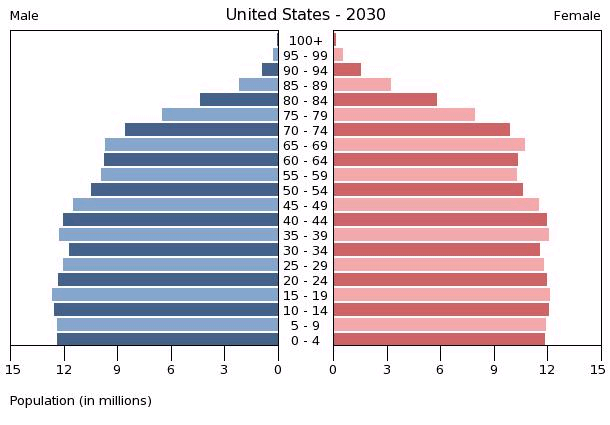 Male United States - 2030 Female
100+
95 - 99
90 - 94
85 - 89
80 - 84
75 - 79
70 - 74
65 - 69
60 - 64
55 - 59
50 - 54
45 - 49
40 - 44
35 - 39
30 - 34
25 - 29
20 - 24
15 - 19
10 - 14
5 - 9
0 - 4
15 12 9 6 3 0 0 3 6 9 12 15
Population (in millions)